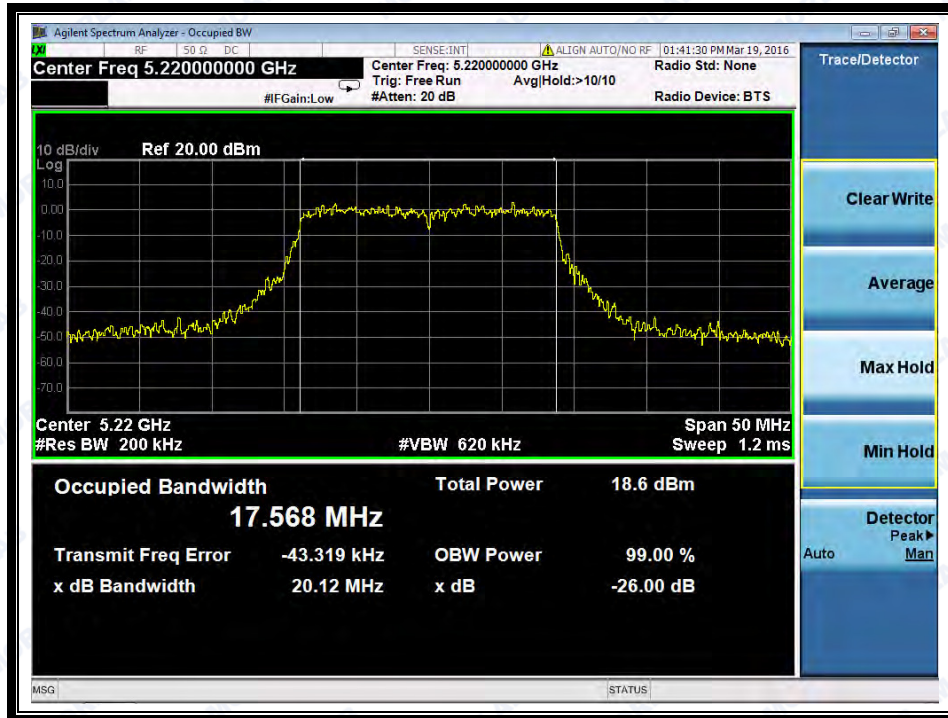 Agilent Spectrum Analyzer - Occupied BW
LXI RF 50 Ω DC SENSE:INT ALIGN AUTO/NO RF 01:41:30 PM Mar 19, 2016
Center Freq 5.220000000 GHz
Center Freq: 5.220000000 GHz
Radio Std: None
Trig: Free Run Avg|Hold:>10/10
#IFGain:Low #Atten: 20 dB Radio Device: BTS
10 dB/div Ref 20.00 dBm
Log
10.0
0.00
-10.0
-20.0
-30.0
-40.0
-50.0
-60.0
-70.0
Center 5.22 GHz Span 50 MHz
#Res BW 200 kHz #VBW 620 kHz Sweep 1.2 ms
Occupied Bandwidth Total Power 18.6 dBm
17.568 MHz
Transmit Freq Error -43.319 kHz OBW Power 99.00 %
x dB Bandwidth 20.12 MHz x dB -26.00 dB
MSG STATUS
Trace/Detector
Clear Write
Average
Max Hold
Min Hold
Detector
Peak▶
Auto Man